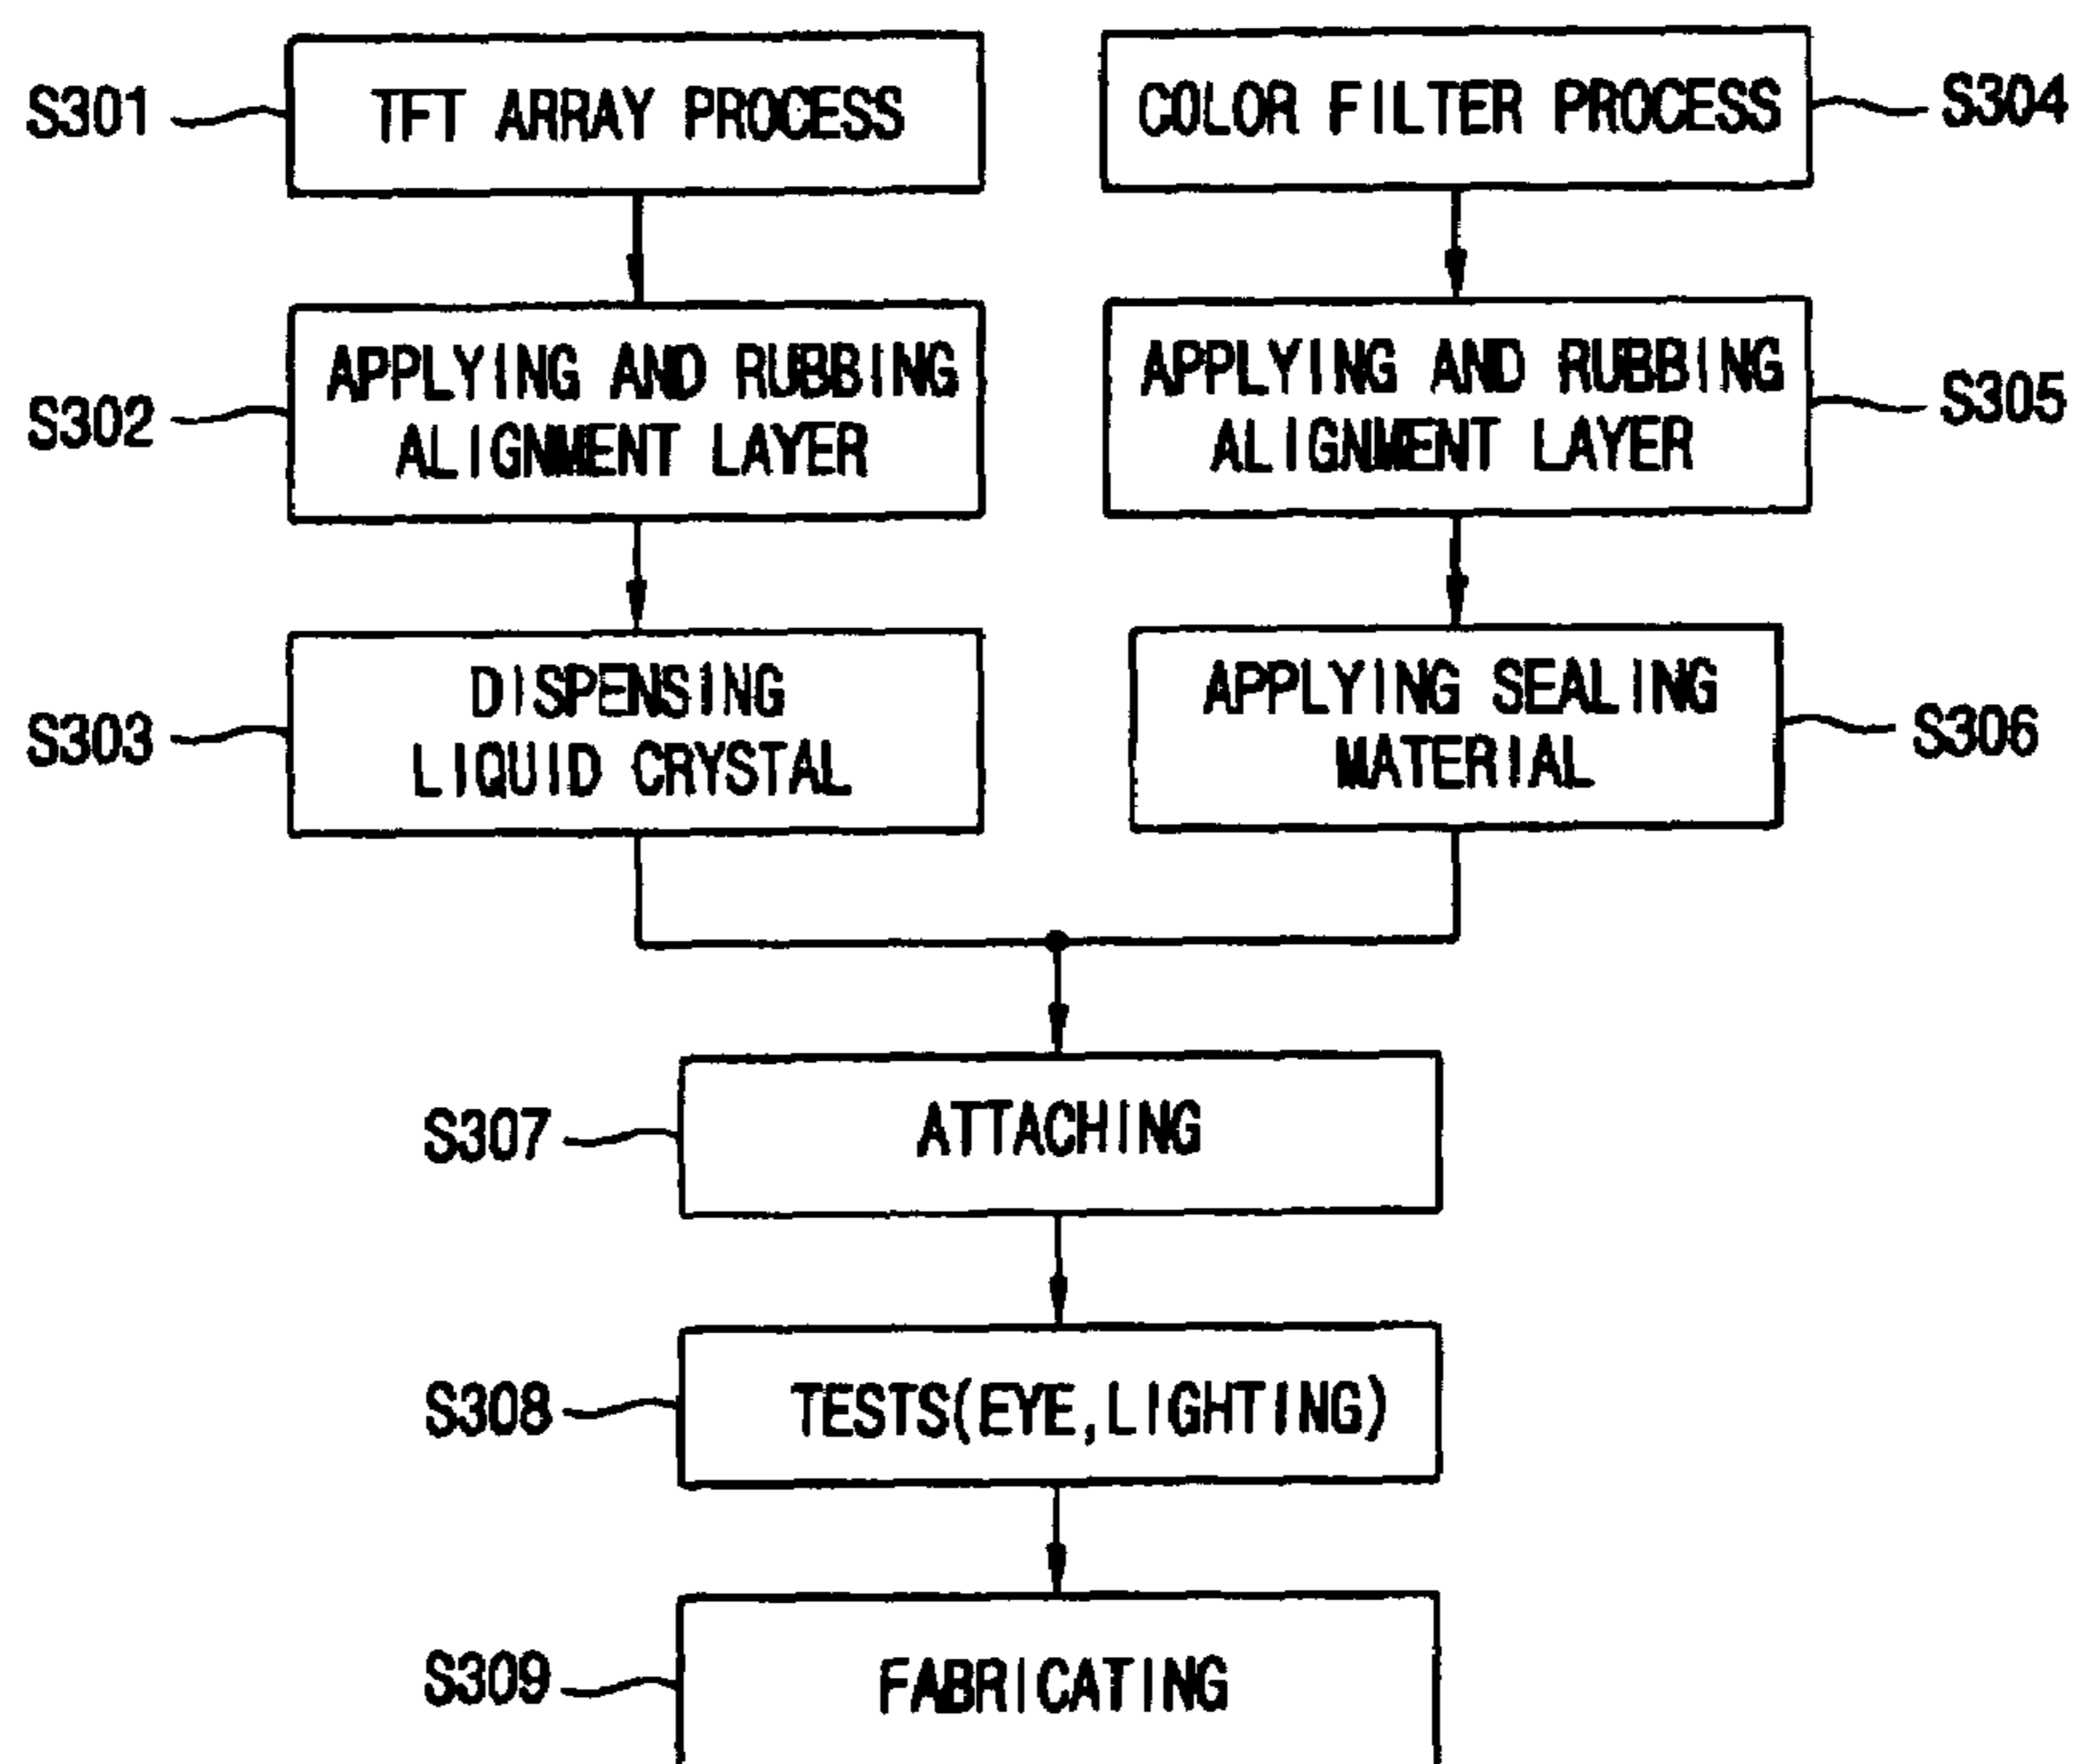 S301
TFT ARRAY PROCESS
COLOR FILTER PROCESS
S304
S302
APPLYING AND RUBBING
ALIGNMENT LAYER
APPLYING AND RUBBING
ALIGNMENT LAYER
S305
S303
DISPENSING
LIQUID CRYSTAL
APPLYING SEALING
MATERIAL
S306
S307
ATTACHING
S308
TESTS(EYE,LIGHTING)
S309
FABRICATING